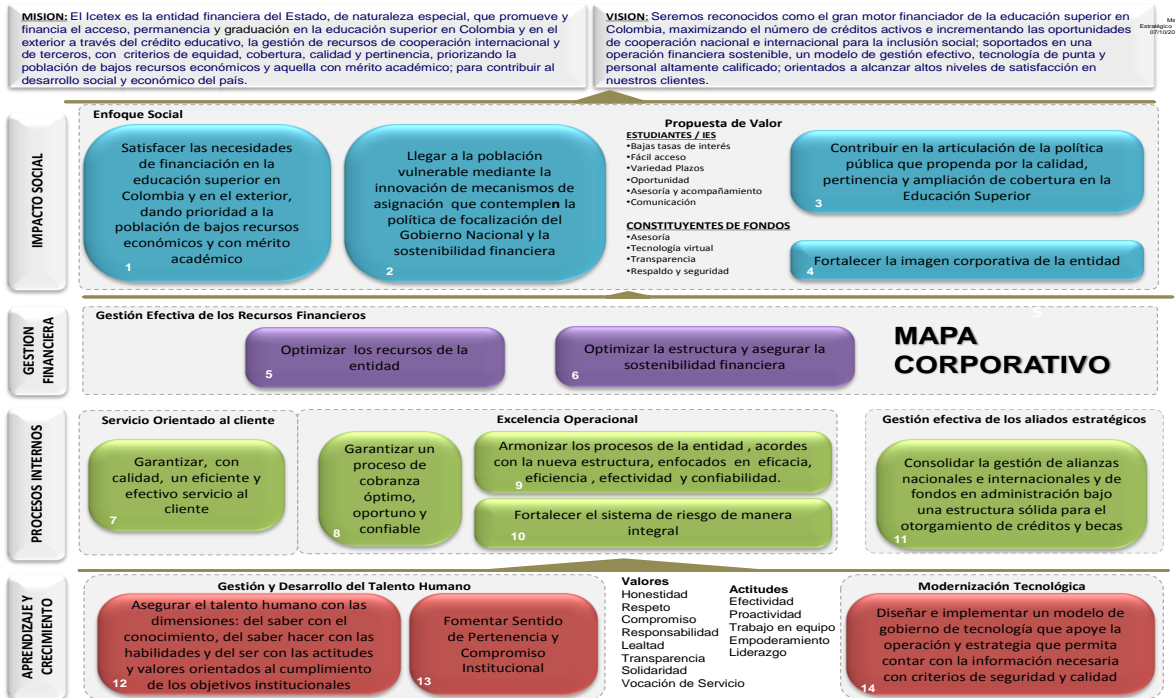 MISION: El Icetex es la entidad financiera del Estado, de naturaleza especial, que promueve y
financia el acceso, permanencia y graduación en la educación superior en Colombia y en el
exterior a través del crédito educativo, la gestión de recursos de cooperación internacional y
de terceros, con criterios de equidad, cobertura, calidad y pertinencia, priorizando la
población de bajos recursos económicos y aquella con mérito académico; para contribuir al
desarrollo social y económico del país.
VISION: Seremos reconocidos como el gran motor financiador de la educación superior en
Colombia, maximizando el número de créditos activos e incrementando las oportunidades
de cooperación nacional e internacional para la inclusión social; soportados en una
operación financiera sostenible, un modelo de gestión efectivo, tecnología de punta y
personal altamente calificado; orientados a alcanzar altos niveles de satisfacción en
nuestros clientes.
Ma
Estratégico
07/10/20
IMPACTO SOCIAL
Enfoque Social
Satisfacer las necesidades
de financiación en la
educación superior en
Colombia y en el exterior,
dando prioridad a la
población de bajos recursos
económicos y con mérito
académico
1
Llegar a la población
vulnerable mediante la
innovación de mecanismos de
asignación que contemplen la
política de focalización del
Gobierno Nacional y la
sostenibilidad financiera
2
Propuesta de Valor
ESTUDIANTES / IES
•Bajas tasas de interés
•Fácil acceso
•Variedad Plazos
•Oportunidad
•Asesoría y acompañamiento
•Comunicación
CONSTITUYENTES DE FONDOS
•Asesoría
•Tecnología virtual
•Transparencia
•Respaldo y seguridad
Contribuir en la articulación de la política
pública que propenda por la calidad,
pertinencia y ampliación de cobertura en la
Educación Superior
3
Fortalecer la imagen corporativa de la entidad
4
GESTION
FINANCIERA
Gestión Efectiva de los Recursos Financieros
5
Optimizar los recursos de la
entidad
5
Optimizar la estructura y asegurar la
sostenibilidad financiera
6
MAPA
CORPORATIVO
PROCESOS INTERNOS
Servicio Orientado al cliente
Garantizar, con
calidad, un eficiente y
efectivo servicio al
cliente
7
Excelencia Operacional
Garantizar un
proceso de
cobranza
óptimo,
oportuno y
confiable
8
Armonizar los procesos de la entidad , acordes
con la nueva estructura, enfocados en eficacia,
eficiencia , efectividad y confiabilidad.
9
Fortalecer el sistema de riesgo de manera
integral
10
Gestión efectiva de los aliados estratégicos
Consolidar la gestión de alianzas
nacionales e internacionales y de
fondos en administración bajo
una estructura sólida para el
otorgamiento de créditos y becas
11
APRENDIZAJE Y
CRECIMIENTO
Gestión y Desarrollo del Talento Humano
Asegurar el talento humano con las
dimensiones: del saber con el
conocimiento, del saber hacer con las
habilidades y del ser con las actitudes
y valores orientados al cumplimiento
de los objetivos institucionales
12
Fomentar Sentido
de Pertenencia y
Compromiso
Institucional
13
Valores
Honestidad
Respeto
Compromiso
Responsabilidad
Lealtad
Transparencia
Solidaridad
Vocación de Servicio
Actitudes
Efectividad
Proactividad
Trabajo en equipo
Empoderamiento
Liderazgo
Modernización Tecnológica
Diseñar e implementar un modelo de
gobierno de tecnología que apoye la
operación y estrategia que permita
contar con la información necesaria
con criterios de seguridad y calidad
14